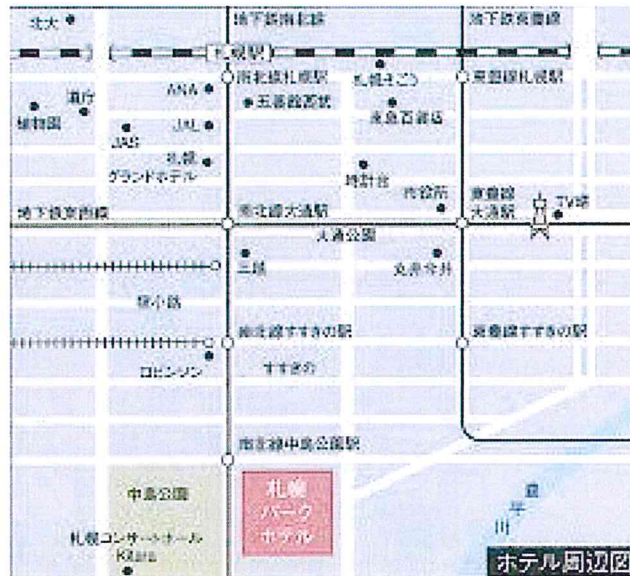 北大
地下鉄南北線
地下鉄東豊線
札幌駅
南北線札幌駅
札幌そごう
東豊線札幌駅
ANA
五番館西武
東急百貨店
道庁
植物園
JAL
JAS
札幌
グランドホテル
時計台
市役所
東豊線
大通駅
TV塔
地下鉄東西線
南北線大通駅
大通公園
三越
丸井今井
狸小路
南北線すすきの駅
東豊線すすきの駅
ロビンソン
すすきの
南北線中島公園駅
中島公園
札幌
パーク
ホテル
豊平川
札幌コンサートホール
Kitara
ホテル周辺図